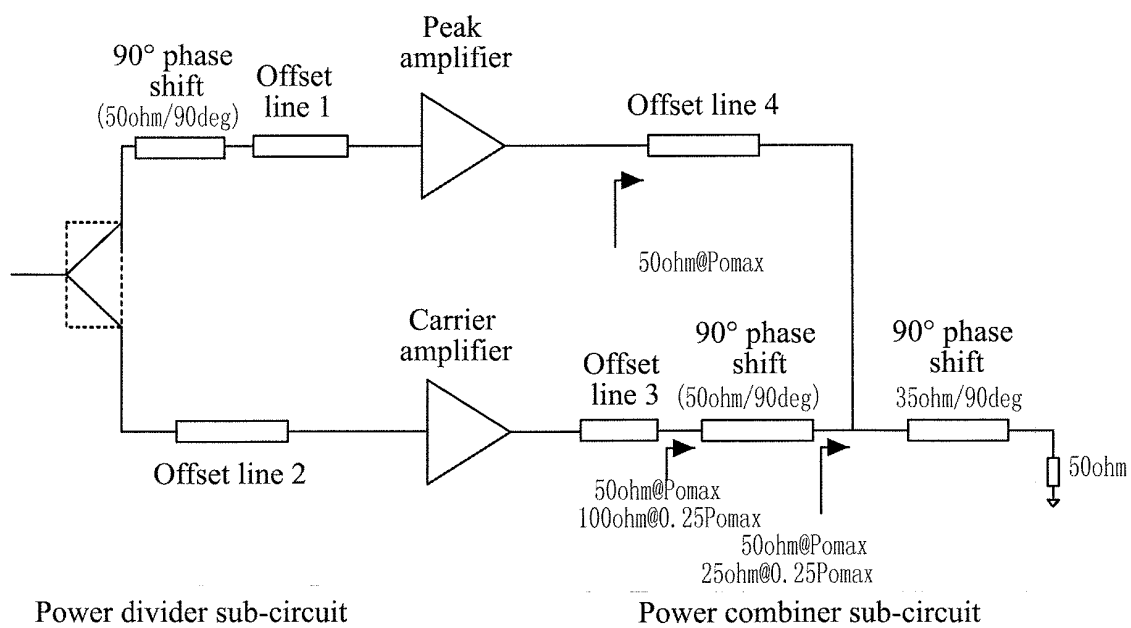 Peak
amplifier
90° phase
shift
(50ohm/90deg)
Offset
line 1
Offset line 4
50ohm@Pomax
Carrier
amplifier
Offset
line 3
90° phase
shift
(50ohm/90deg)
90° phase
shift
35ohm/90deg
Offset line 2
50ohm
50ohm@Pomax
100ohm@0.25Pomax
50ohm@Pomax
25ohm@0.25Pomax
Power divider sub-circuit
Power combiner sub-circuit